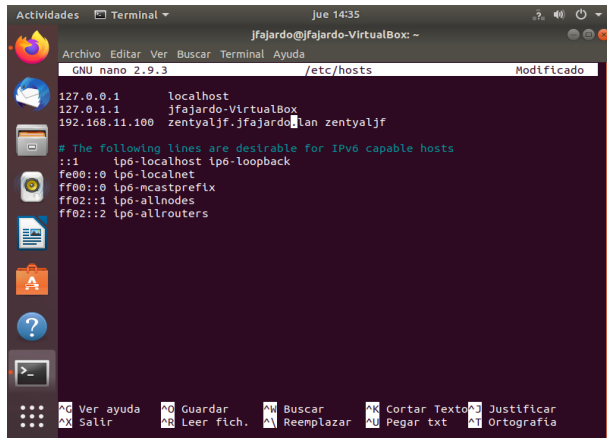 Actividades Terminal jue 14:35
jfajardo@jfajardo-VirtualBox: ~
Archivo Editar Ver Buscar Terminal Ayuda
GNU nano 2.9.3 /etc/hosts Modificado
127.0.0.1 localhost
127.0.1.1 jfajardo-VirtualBox
192.168.11.100 zentyaljf.jfajardo.lan zentyaljf
# The following lines are desirable for IPv6 capable hosts
::1 ip6-localhost ip6-loopback
fe00::0 ip6-localnet
ff00::0 ip6-mcastprefix
ff02::1 ip6-allnodes
ff02::2 ip6-allrouters
^G Ver ayuda ^O Guardar ^W Buscar ^K Cortar Texto ^J Justificar
^X Salir ^R Leer fich. ^\ Reemplazar ^U Pegar txt ^T Ortografía